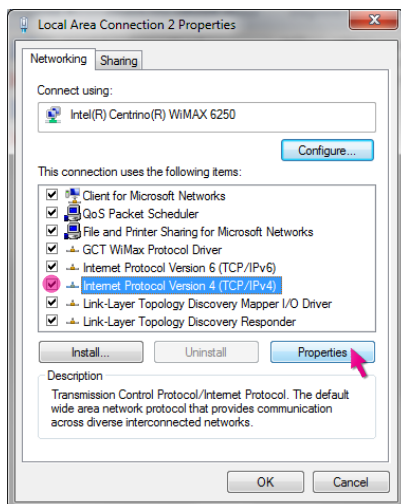 Local Area Connection 2 Properties
Networking
Sharing
Connect using:
Intel(R) Centrino(R) WiMAX 6250
Configure...
This connection uses the following items:
Client for Microsoft Networks
QoS Packet Scheduler
File and Printer Sharing for Microsoft Networks
GCT WiMax Protocol Driver
Internet Protocol Version 6 (TCP/IPv6)
Internet Protocol Version 4 (TCP/IPv4)
Link-Layer Topology Discovery Mapper I/O Driver
Link-Layer Topology Discovery Responder
Install...
Uninstall
Properties
Description
Transmission Control Protocol/Internet Protocol. The default
wide area network protocol that provides communication
across diverse interconnected networks.
OK
Cancel